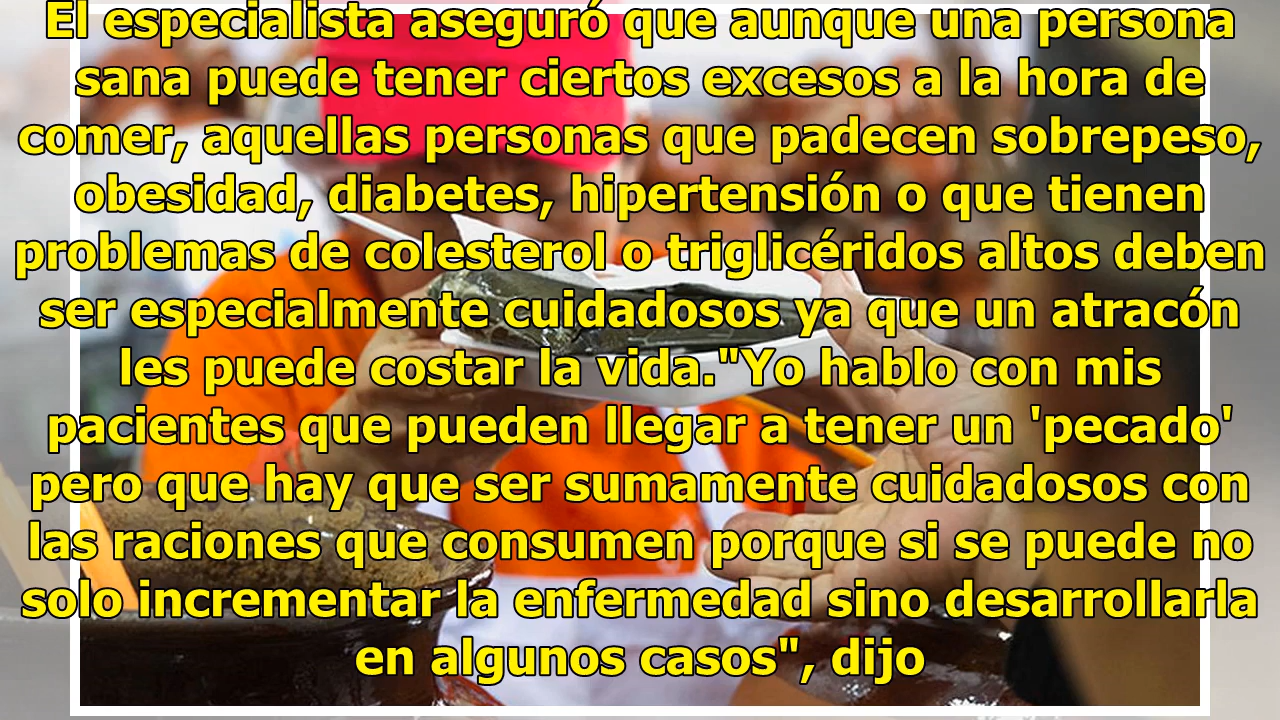 El especialista aseguró que aunque una persona
sana puede tener ciertos excesos a la hora de
comer, aquellas personas que padecen sobrepeso,
obesidad, diabetes, hipertensión o que tienen
problemas de colesterol o triglicéridos altos deben
ser especialmente cuidadosos ya que un atracón
les puede costar la vida."Yo hablo con mis
pacientes que pueden llegar a tener un 'pecado'
pero que hay que ser sumamente cuidadosos con
las raciones que consumen porque si se puede no
solo incrementar la enfermedad sino desarrollarla
en algunos casos", dijo